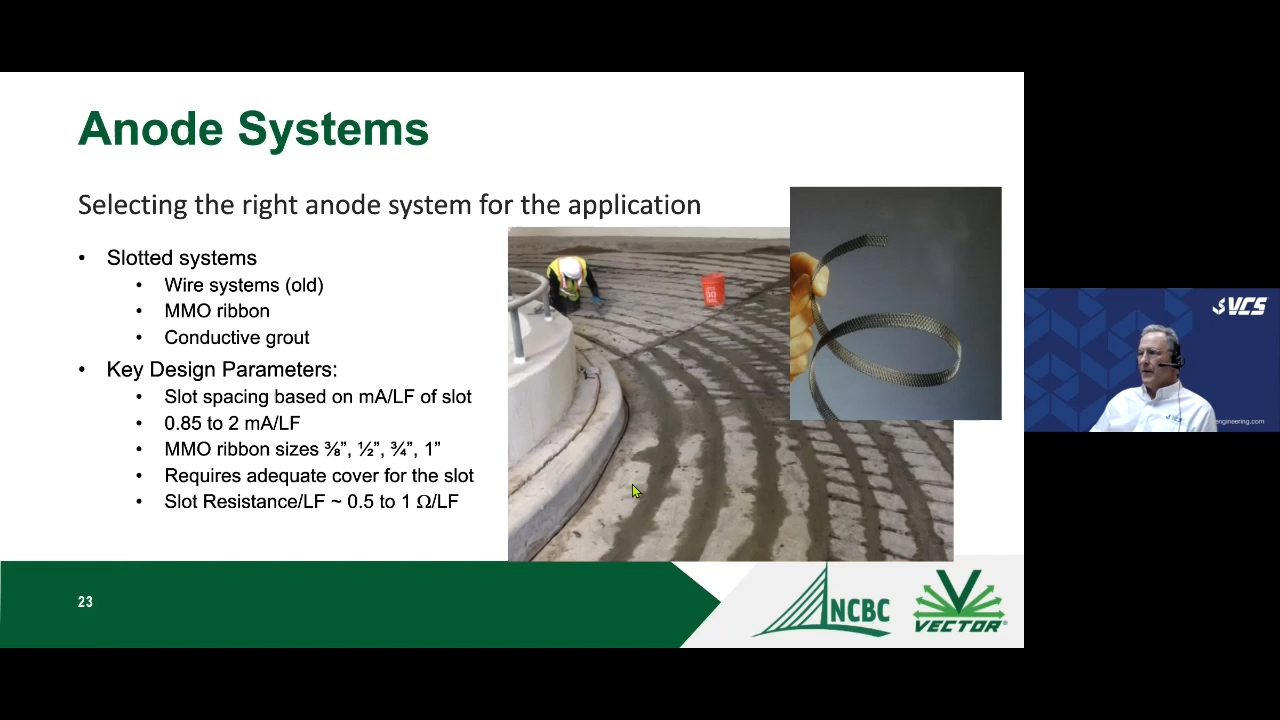 Anode Systems
Selecting the right anode system for the application
• Slotted systems
• Wire systems (old)
• MMO ribbon
• Conductive grout
• Key Design Parameters:
• Slot spacing based on mA/LF of slot
• 0.85 to 2 mA/LF
• MMO ribbon sizes ⅜”, ½”, ¾”, 1”
• Requires adequate cover for the slot
• Slot Resistance/LF ~ 0.5 to 1 Ω/LF
23
NCBC
VECTOR®
VCS
VCS
engineering.com